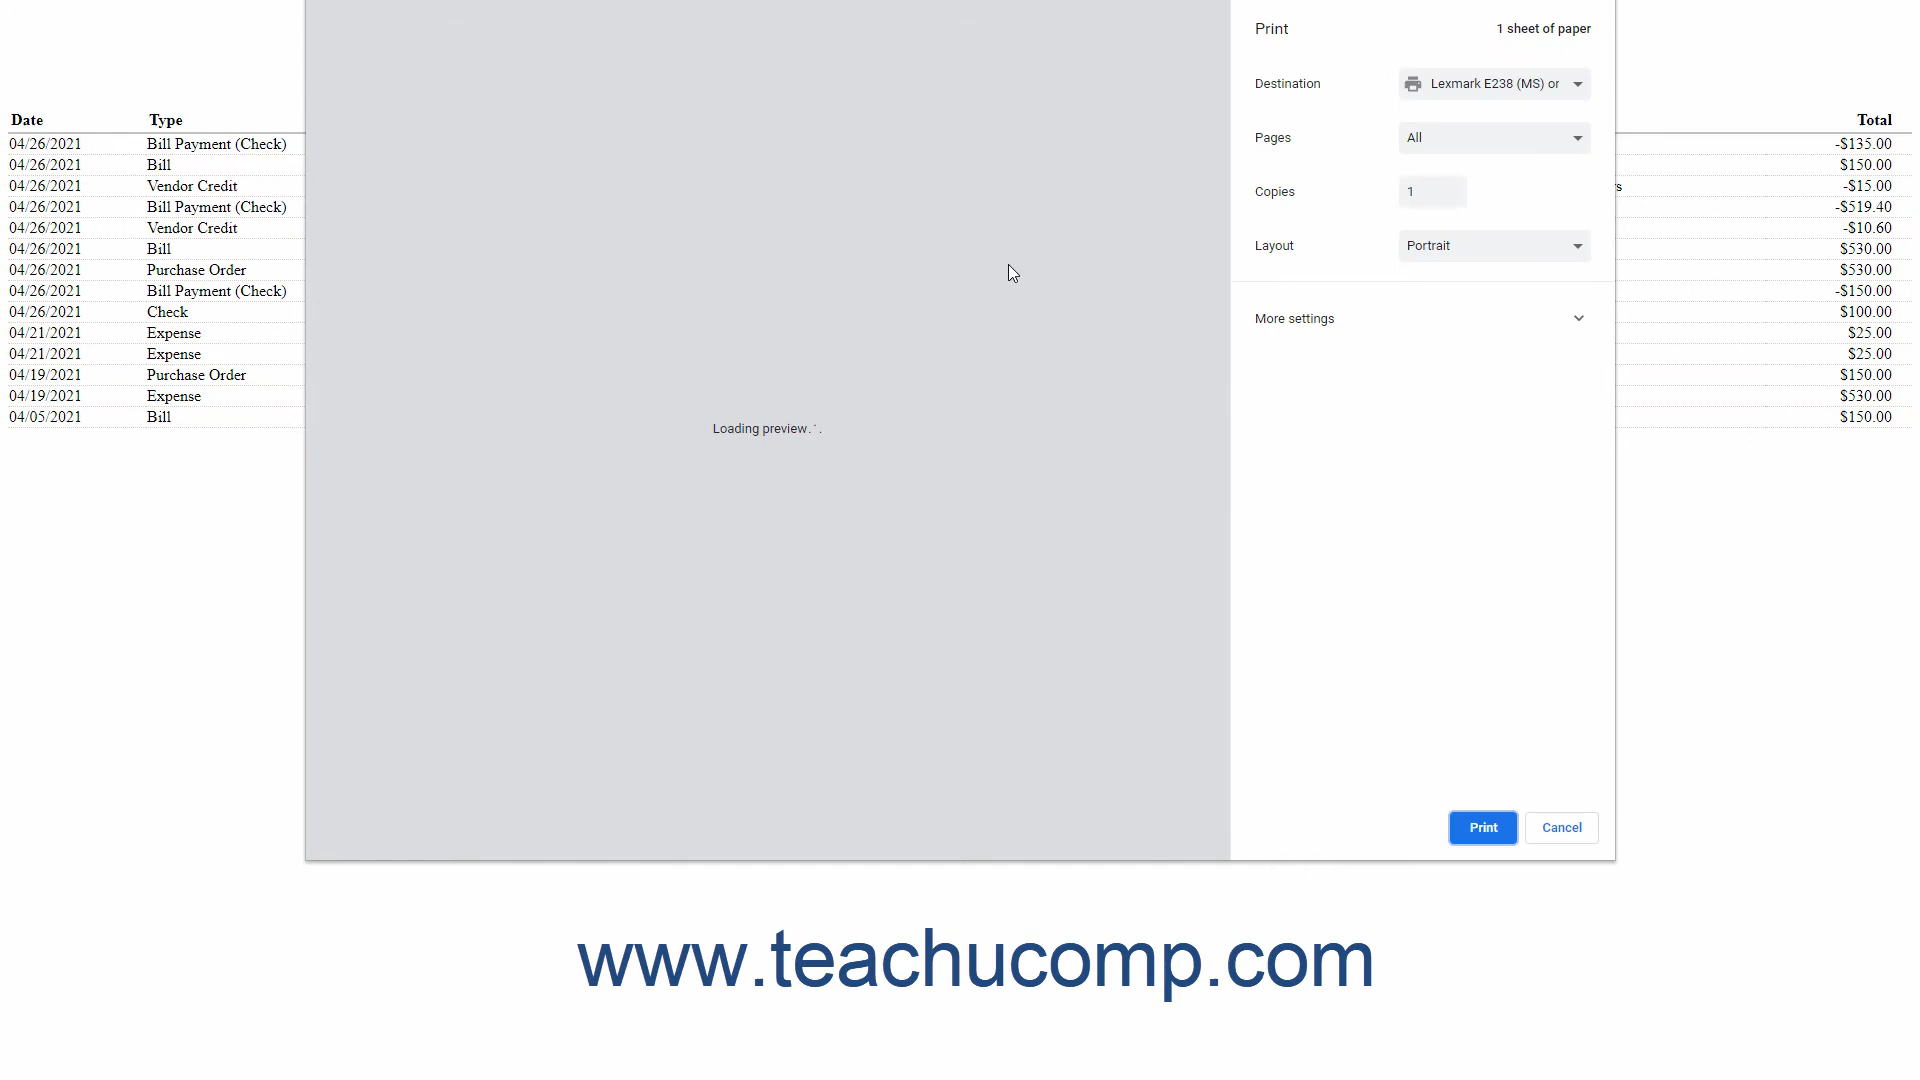 Print 1 sheet of paper
Destination Lexmark E238 (MS) or
Pages All
Copies 1
Layout Portrait
More settings
Loading preview...
Print Cancel
Date Type Total
04/26/2021 Bill Payment (Check) -$135.00
04/26/2021 Bill $150.00
04/26/2021 Vendor Credit s -$15.00
04/26/2021 Bill Payment (Check) -$519.40
04/26/2021 Vendor Credit -$10.60
04/26/2021 Bill $530.00
04/26/2021 Purchase Order $530.00
04/26/2021 Bill Payment (Check) -$150.00
04/26/2021 Check $100.00
04/21/2021 Expense $25.00
04/21/2021 Expense $25.00
04/19/2021 Purchase Order $150.00
04/19/2021 Expense $530.00
04/05/2021 Bill $150.00
www.teachucomp.com